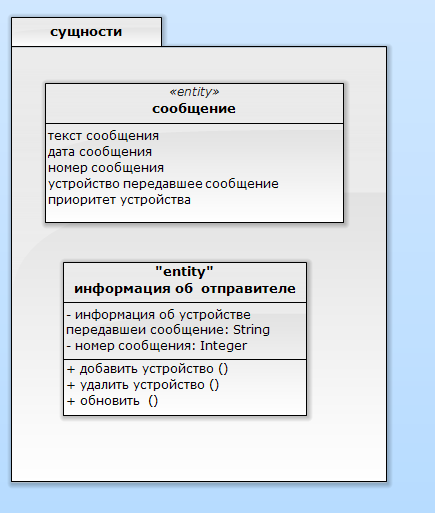 сущности
«entity»
сообщение
текст сообщения
дата сообщения
номер сообщения
устройство передавшее сообщение
приоритет устройства
"entity"
информация об отправителе
- информация об устройстве
передавшеи сообщение: String
- номер сообщения: Integer
+ добавить устройство ()
+ удалить устройство ()
+ обновить ()